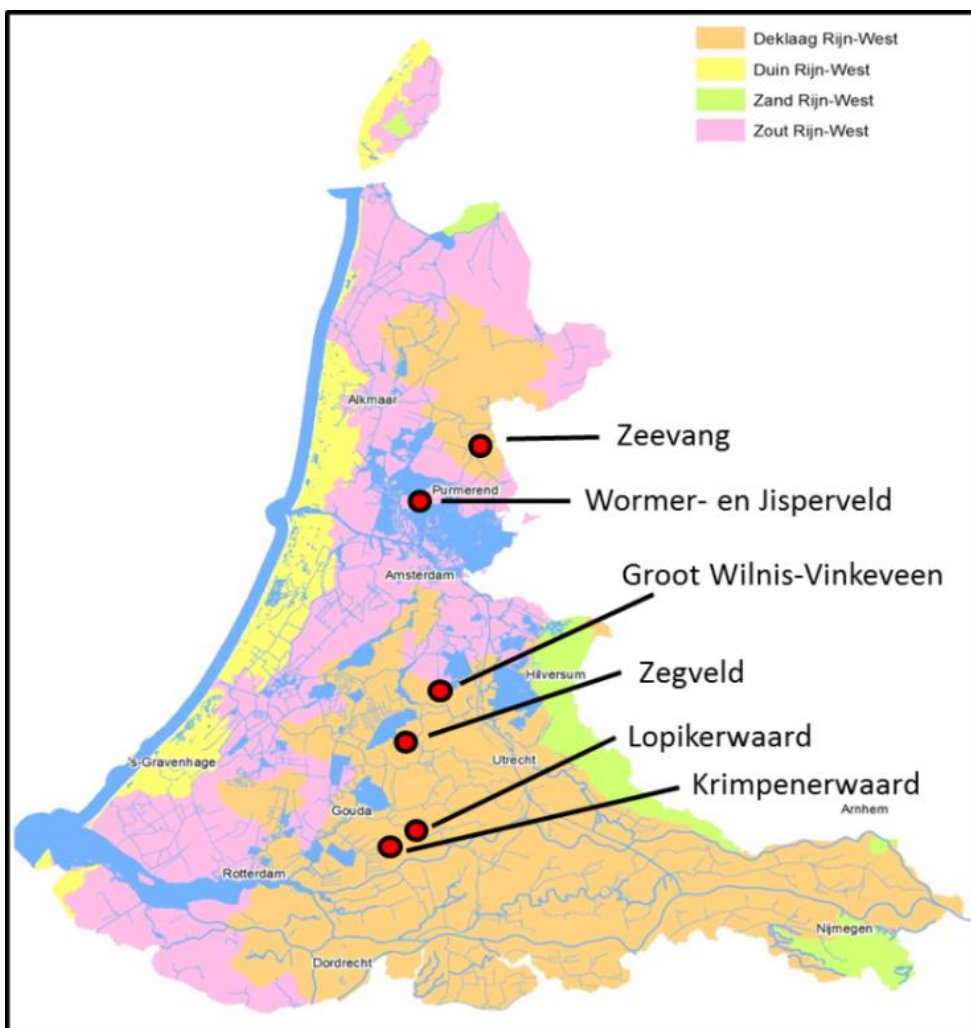 Deklaag Rijn-West
Duin Rijn-West
Zand Rijn-West
Zout Rijn-West
Alkmaar
Zeevang
Purmerend
Wormer- en Jisperveld
Amsterdam
Groot Wilnis-Vinkeveen
Hilversum
Zegveld
Lopikerwaard
's-Gravenhage
Utrecht
Krimpenerwaard
Gouda
Arnhem
Rotterdam
Nijmegen
Dordrecht